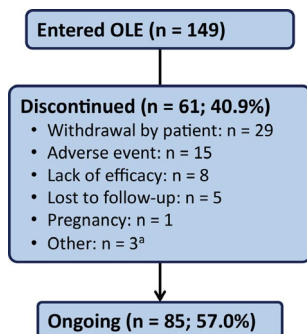 Entered OLE (n = 149)
Discontinued (n = 61; 40.9%)
• Withdrawal by patient: n = 29
• Adverse event: n = 15
• Lack of efficacy: n = 8
• Lost to follow-up: n = 5
• Pregnancy: n = 1
• Other: n = 3ᵃ
Ongoing (n = 85; 57.0%)